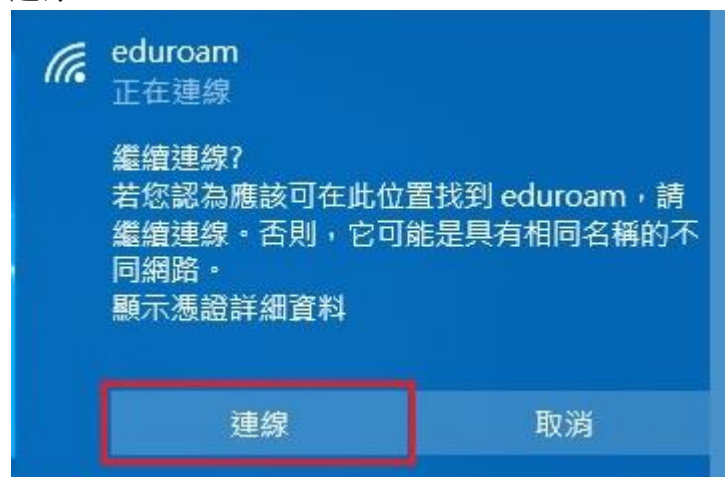 eduroam
正在連線
繼續連線?
若您認為應該可在此位置找到 eduroam，請
繼續連線。否則，它可能是具有相同名稱的不
同網路。
顯示憑證詳細資料
連線 取消